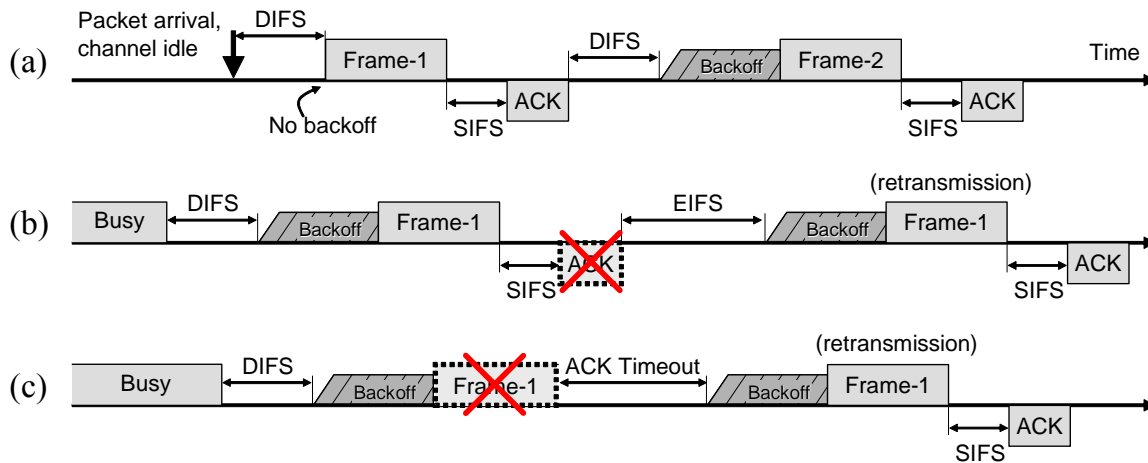 Packet arrival,
channel idle
DIFS
DIFS
Time
(a)
Frame-1
Backoff
Frame-2
ACK
ACK
No backoff
SIFS
SIFS
(retransmission)
(b)
Busy
DIFS
Backoff
Frame-1
EIFS
Backoff
Frame-1
ACK
ACK
SIFS
SIFS
(retransmission)
(c)
Busy
DIFS
Backoff
Frame-1
ACK Timeout
Backoff
Frame-1
ACK
SIFS